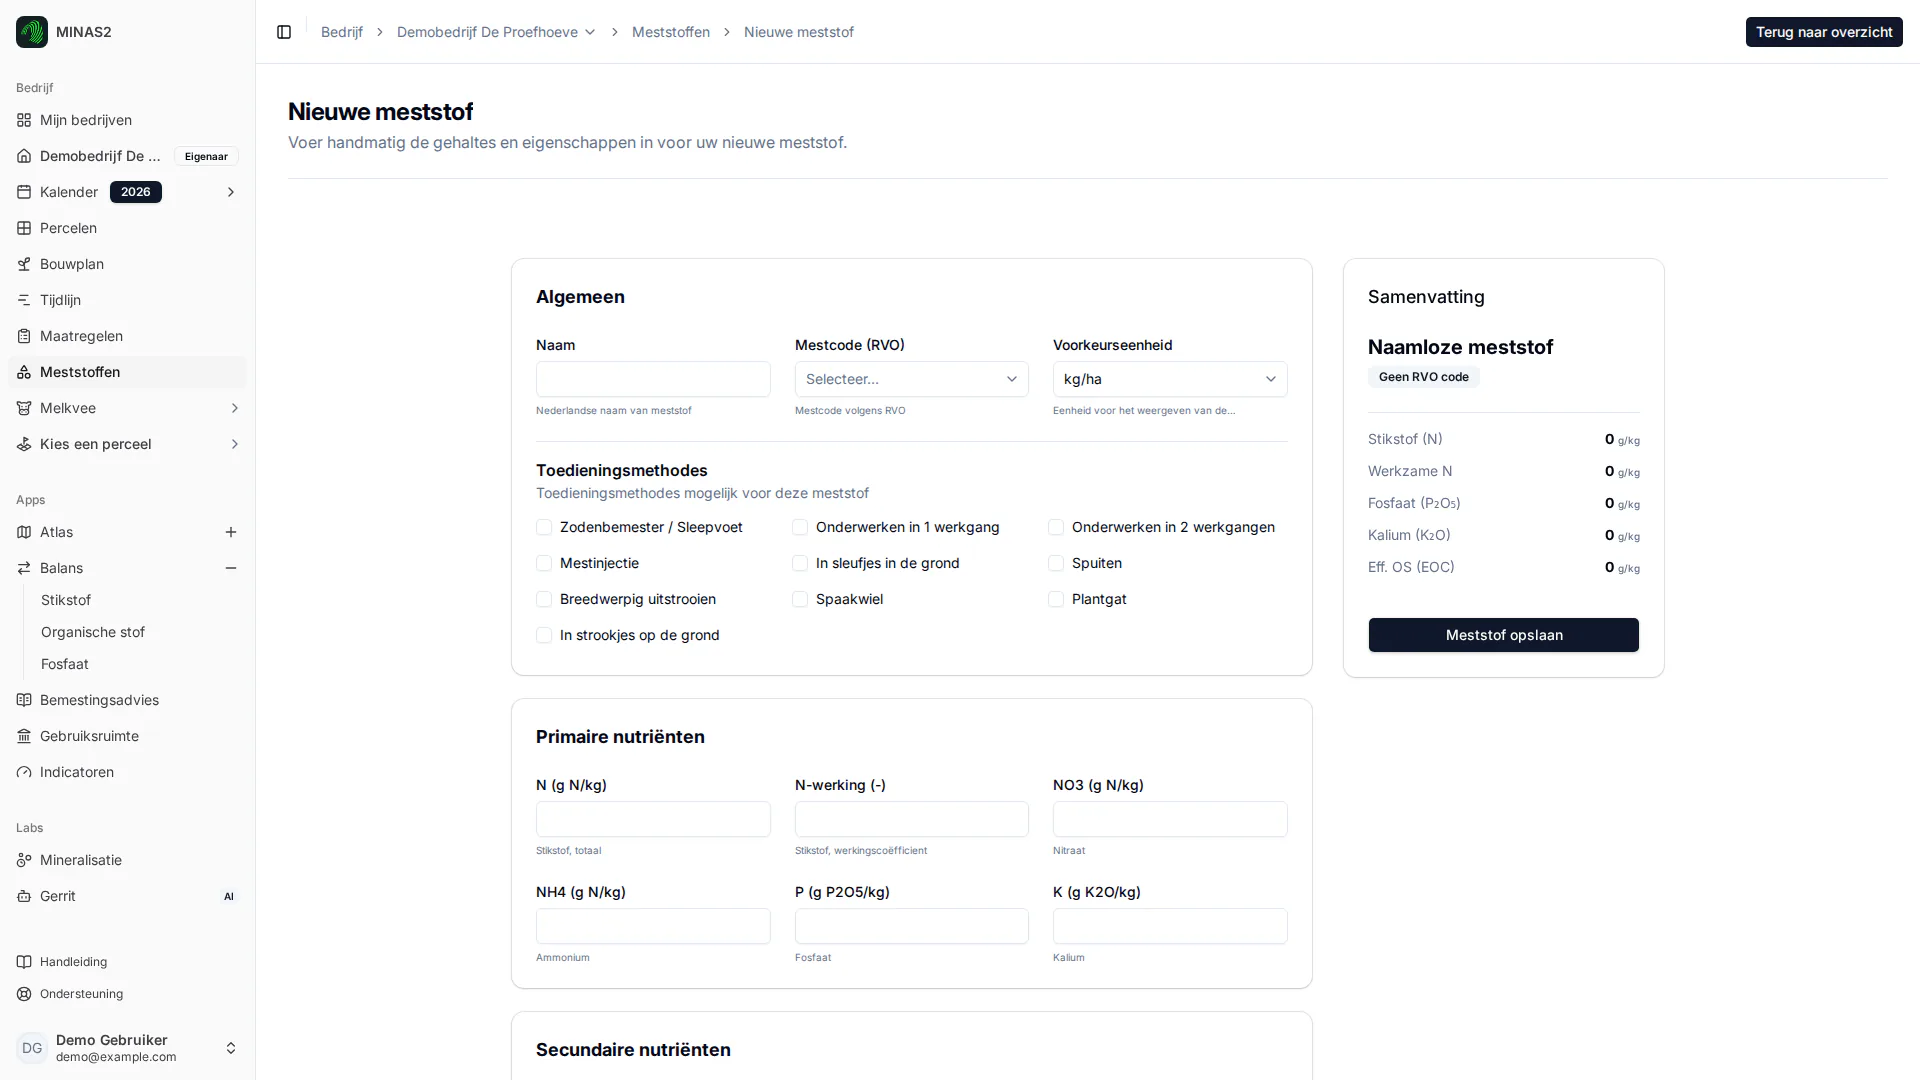 MINAS2
Bedrijf
Mijn bedrijven
Demobedrijf De ... Eigenaar
Kalender 2026
Percelen
Bouwplan
Tijdlijn
Maatregelen
Meststoffen
Melkvee
Kies een perceel
Apps
Atlas
Balans
Stikstof
Organische stof
Fosfaat
Bemestingsadvies
Gebruiksruimte
Indicatoren
Labs
Mineralisatie
Gerrit AI
Handleiding
Ondersteuning
DG Demo Gebruiker
demo@example.com
Bedrijf Demobedrijf De Proefhoeve Meststoffen Nieuwe meststof
Terug naar overzicht
Nieuwe meststof
Voer handmatig de gehaltes en eigenschappen in voor uw nieuwe meststof.
Algemeen
Naam Mestcode (RVO) Voorkeurseenheid
Selecteer... kg/ha
Nederlandse naam van meststof Mestcode volgens RVO Eenheid voor het weergeven van de...
Toedieningsmethodes
Toedieningsmethodes mogelijk voor deze meststof
Zodenbemester / Sleepvoet Onderwerken in 1 werkgang Onderwerken in 2 werkgangen
Mestinjectie In sleufjes in de grond Spuiten
Breedwerpig uitstrooien Spaakwiel Plantgat
In strookjes op de grond
Primaire nutriënten
N (g N/kg) N-werking (-) NO3 (g N/kg)
Stikstof, totaal Stikstof, werkingscoëfficient Nitraat
NH4 (g N/kg) P (g P2O5/kg) K (g K2O/kg)
Ammonium Fosfaat Kalium
Secundaire nutriënten
Samenvatting
Naamloze meststof
Geen RVO code
Stikstof (N) 0 g/kg
Werkzame N 0 g/kg
Fosfaat (P₂O₅) 0 g/kg
Kalium (K₂O) 0 g/kg
Eff. OS (EOC) 0 g/kg
Meststof opslaan